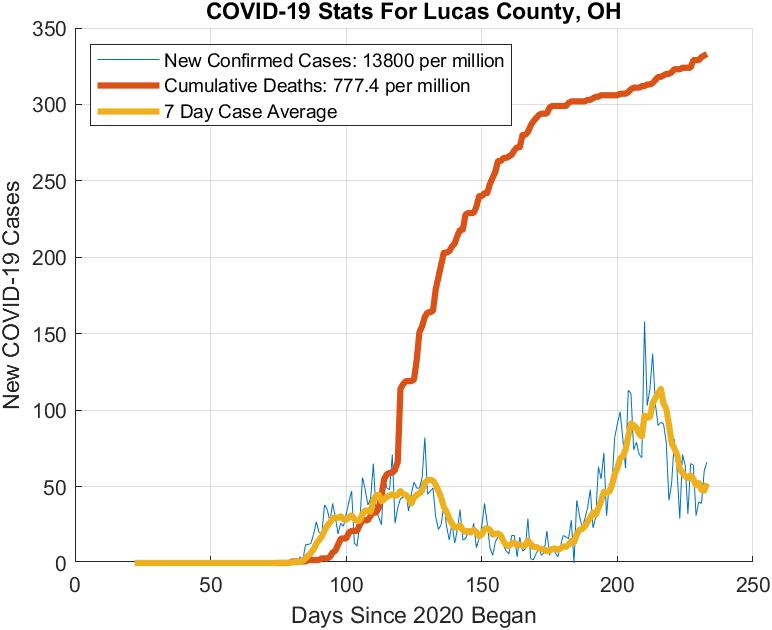 COVID-19 Stats For Lucas County, OH
350
300
250
200
150
100
50
0
New COVID-19 Cases
New Confirmed Cases: 13800 per million
Cumulative Deaths: 777.4 per million
7 Day Case Average
0
50
100
150
200
250
Days Since 2020 Began